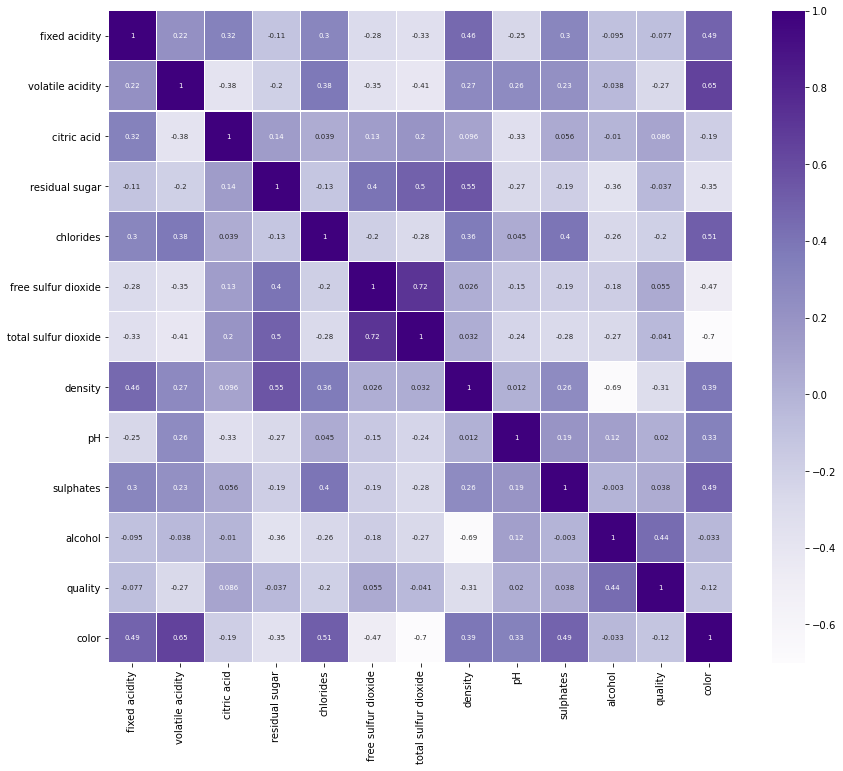 fixed acidity 1 0.22 0.32 -0.11 0.3 -0.28 -0.33 0.46 -0.25 0.3 -0.095 -0.077 0.49
volatile acidity 0.22 1 -0.38 -0.2 0.38 -0.35 -0.41 0.27 0.26 0.23 -0.038 -0.27 0.65
citric acid 0.32 -0.38 1 0.14 0.039 0.13 0.2 0.096 -0.33 0.056 -0.01 0.086 -0.19
residual sugar -0.11 -0.2 0.14 1 -0.13 0.4 0.5 0.55 -0.27 -0.19 -0.36 -0.037 -0.35
chlorides 0.3 0.38 0.039 -0.13 1 -0.2 -0.28 0.36 0.045 0.4 -0.26 -0.2 0.51
free sulfur dioxide -0.28 -0.35 0.13 0.4 -0.2 1 0.72 0.026 -0.15 -0.19 -0.18 0.055 -0.47
total sulfur dioxide -0.33 -0.41 0.2 0.5 -0.28 0.72 1 0.032 -0.24 -0.28 -0.27 -0.041 -0.7
density 0.46 0.27 0.096 0.55 0.36 0.026 0.032 1 0.012 0.26 -0.69 -0.31 0.39
pH -0.25 0.26 -0.33 -0.27 0.045 -0.15 -0.24 0.012 1 0.19 0.12 0.02 0.33
sulphates 0.3 0.23 0.056 -0.19 0.4 -0.19 -0.28 0.26 0.19 1 -0.003 0.038 0.49
alcohol -0.095 -0.038 -0.01 -0.36 -0.26 -0.18 -0.27 -0.69 0.12 -0.003 1 0.44 -0.033
quality -0.077 -0.27 0.086 -0.037 -0.2 0.055 -0.041 -0.31 0.02 0.038 0.44 1 -0.12
color 0.49 0.65 -0.19 -0.35 0.51 -0.47 -0.7 0.39 0.33 0.49 -0.033 -0.12 1
fixed acidity
volatile acidity
citric acid
residual sugar
chlorides
free sulfur dioxide
total sulfur dioxide
density
pH
sulphates
alcohol
quality
color
1.0
0.8
0.6
0.4
0.2
0.0
−0.2
−0.4
−0.6